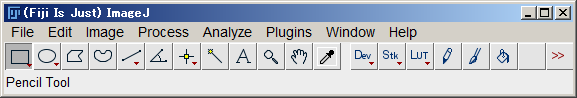 (Fiji Is Just) ImageJ
File Edit Image Process Analyze Plugins Window Help
A Dev Stk LUT >>
Pencil Tool